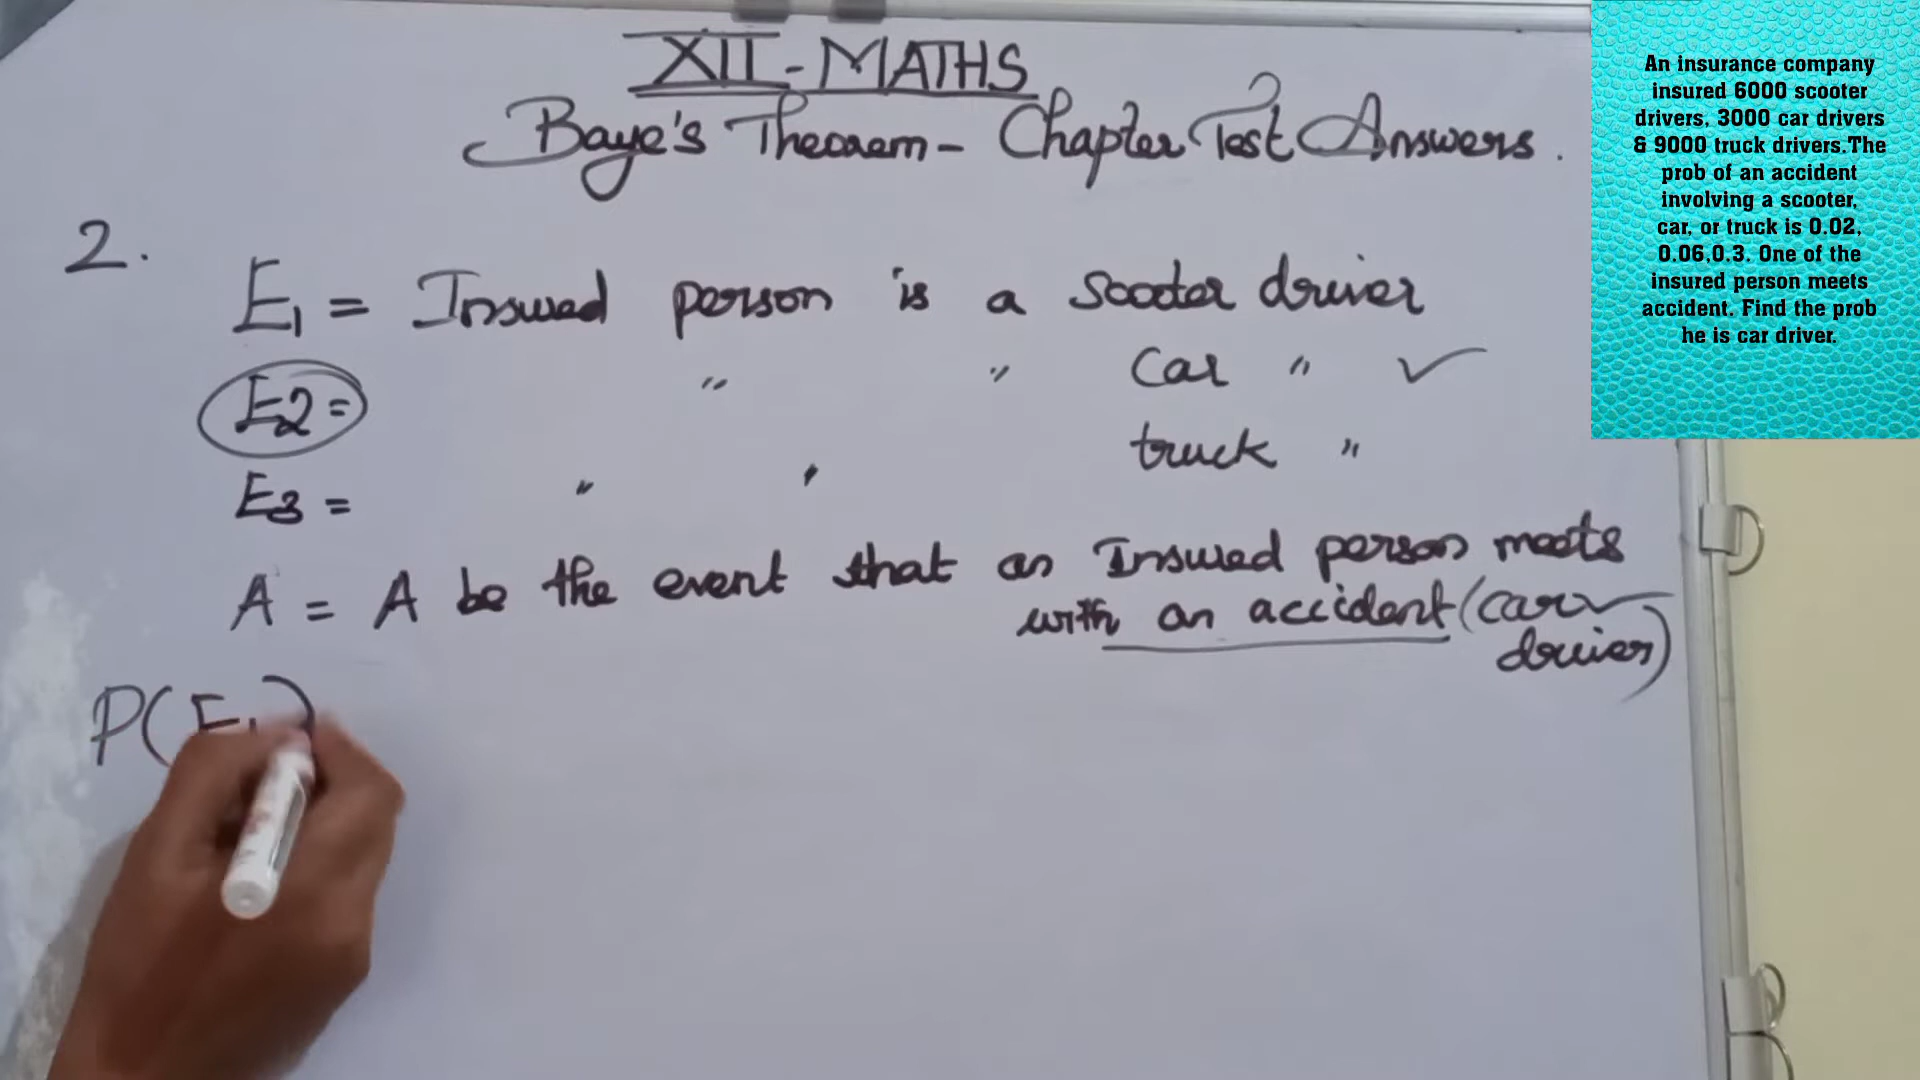 XII - MATHS
Baye's Theorem - Chapter Test Answers.
2.
E1 = Insured person is a scooter driver
E2 = " " Car " ✓
E3 = " " truck "
A = A be the event that an Insured person meets
with an accident (car
driver)
P(E1)
An insurance company
insured 6000 scooter
drivers, 3000 car drivers
& 9000 truck drivers.The
prob of an accident
involving a scooter,
car, or truck is 0.02,
0.06,0.3. One of the
insured person meets
accident. Find the prob
he is car driver.